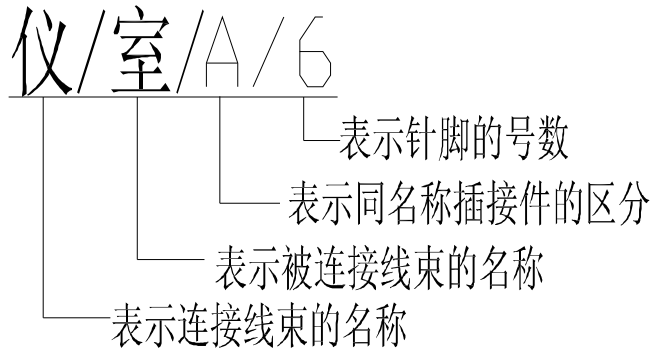 仪/室/A/6
表示针脚的号数
表示同名称插接件的区分
表示被连接线束的名称
表示连接线束的名称